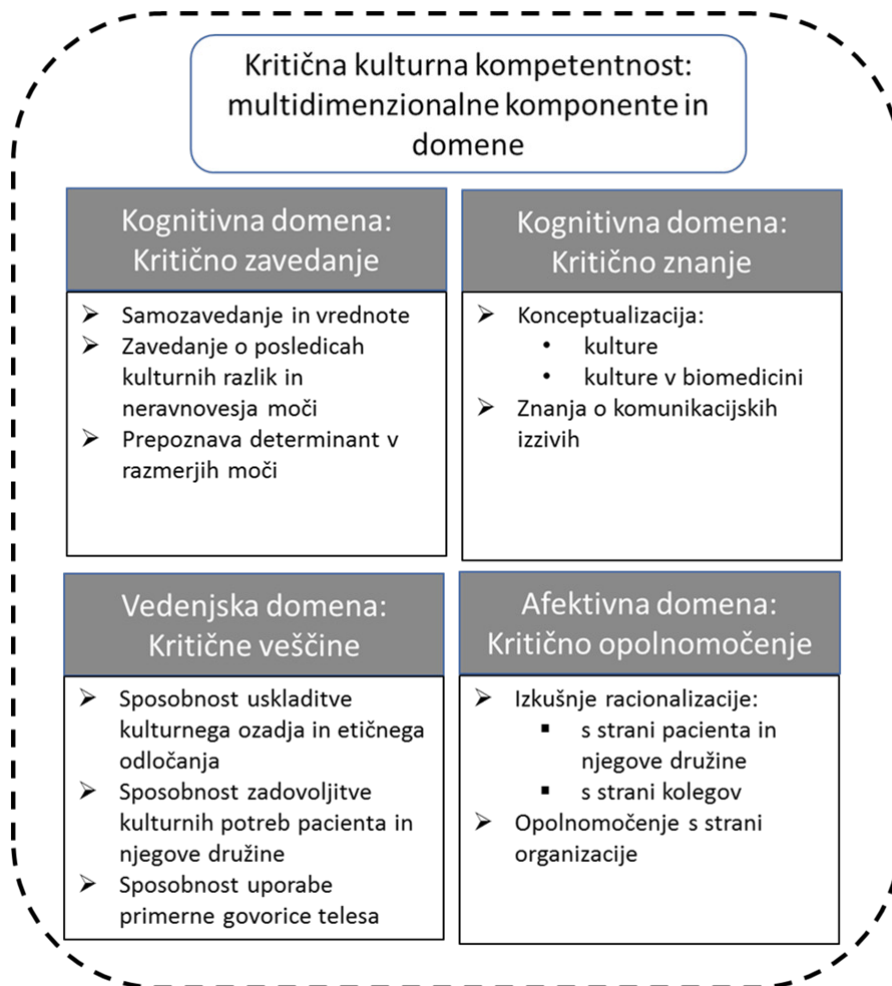 Kritična kulturna kompetentnost:
multidimenzionalne komponente in
domene
Kognitivna domena:
Kritično zavedanje
➢ Samozavedanje in vrednote
➢ Zavedanje o posledicah
kulturnih razlik in
neravnovesja moči
➢ Prepoznava determinant v
razmerjih moči
Kognitivna domena:
Kritično znanje
➢ Konceptualizacija:
• kulture
• kulture v biomedicini
➢ Znanja o komunikacijskih
izzivih
Vedenjska domena:
Kritične veščine
➢ Sposobnost uskladitve
kulturnega ozadja in etičnega
odločanja
➢ Sposobnost zadovoljitve
kulturnih potreb pacienta in
njegove družine
➢ Sposobnost uporabe
primerne govorice telesa
Afektivna domena:
Kritično opolnomočenje
➢ Izkušnje racionalizacije:
▪ s strani pacienta in
njegove družine
▪ s strani kolegov
➢ Opolnomočenje s strani
organizacije